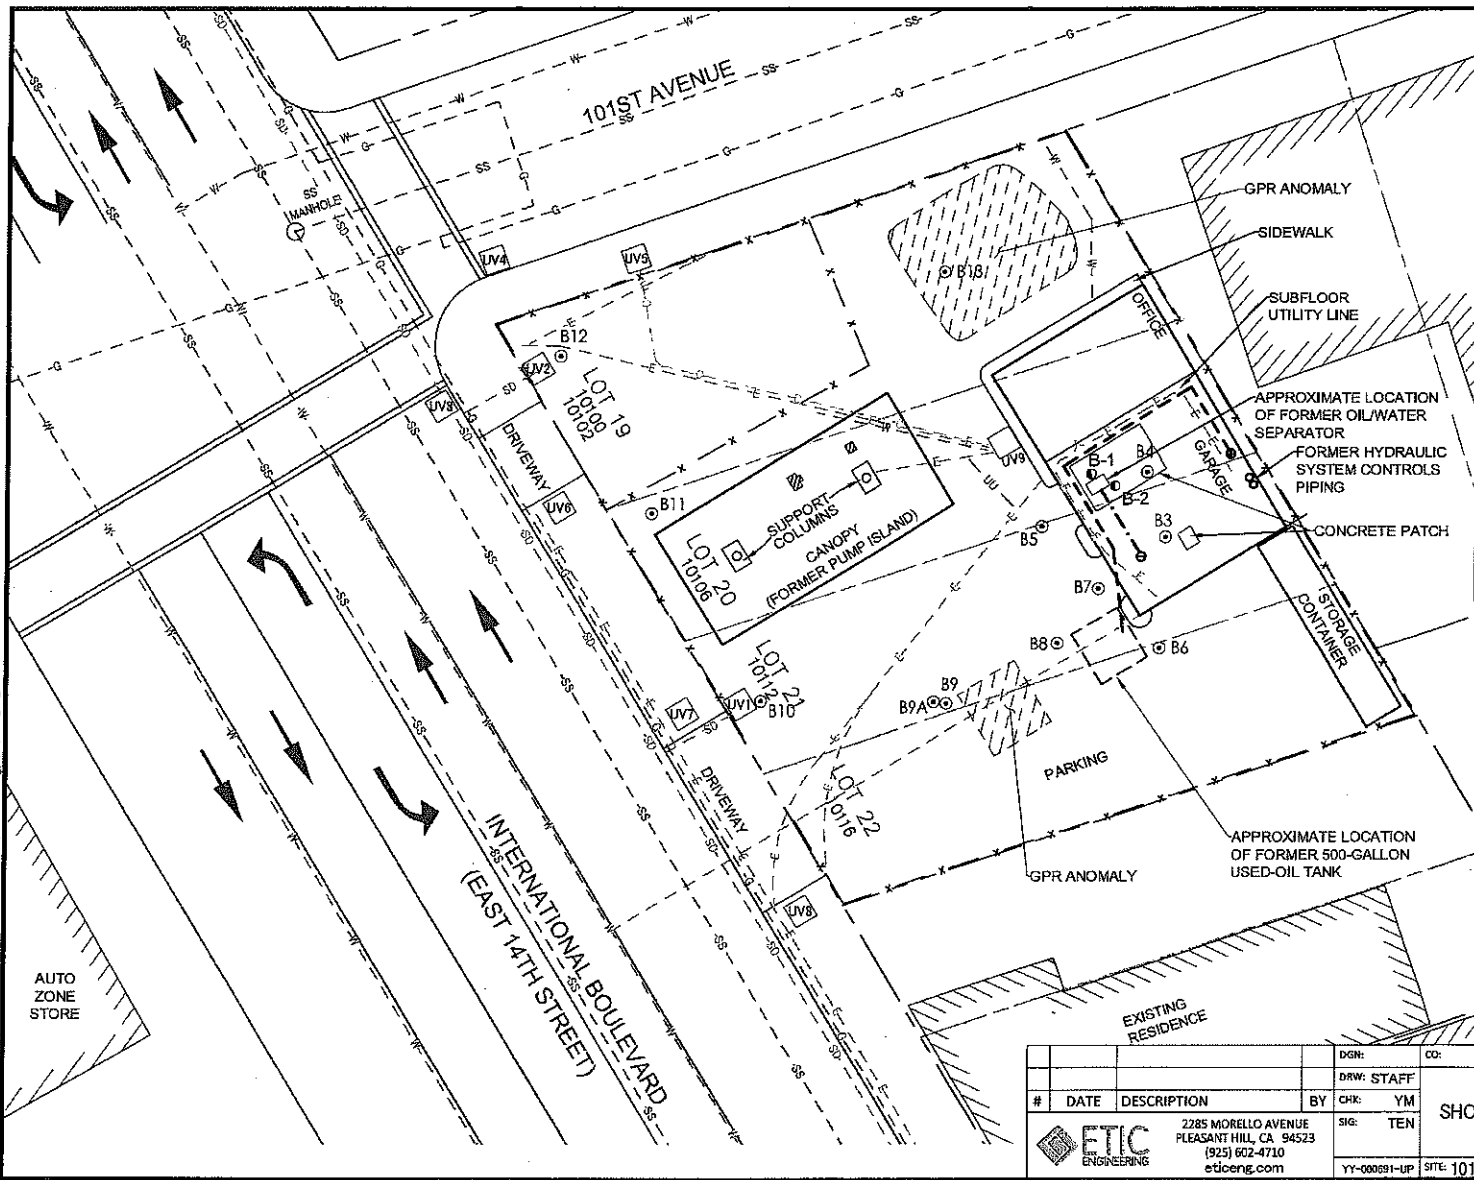 101ST AVENUE
SS
MANHOLE
UV4
UV5
GPR ANOMALY
SIDEWALK
B13
OFFICE
SUBFLOOR
UTILITY LINE
B12
UV2
UV3
LOT 19
10100
10102
DRIVEWAY
APPROXIMATE LOCATION
OF FORMER OIL/WATER
SEPARATOR
UV9
GARAGE
B-1
B4
B-2
FORMER HYDRAULIC
SYSTEM CONTROLS
PIPING
UV6
B11
SUPPORT
COLUMNS
CANOPY
(FORMER PUMP ISLAND)
B5
B3
CONCRETE PATCH
LOT 20
10106
B7
STORAGE
CONTAINER
B8
B6
LOT 21
10112
UV7
UV1
B10
B9
B9A
PARKING
DRIVEWAY
LOT 22
10116
GPR ANOMALY
APPROXIMATE LOCATION
OF FORMER 500-GALLON
USED-OIL TANK
UV8
INTERNATIONAL BOULEVARD
(EAST 14TH STREET)
AUTO
ZONE
STORE
EXISTING
RESIDENCE
DGN:
CO:
DRW: STAFF
# DATE DESCRIPTION BY
CHK: YM
SIG: TEN
SHO
ETIC
ENGINEERING
2285 MORELLO AVENUE
PLEASANT HILL, CA 94523
(925) 602-4710
eticeng.com
YY-000691-UP
SITE: 101